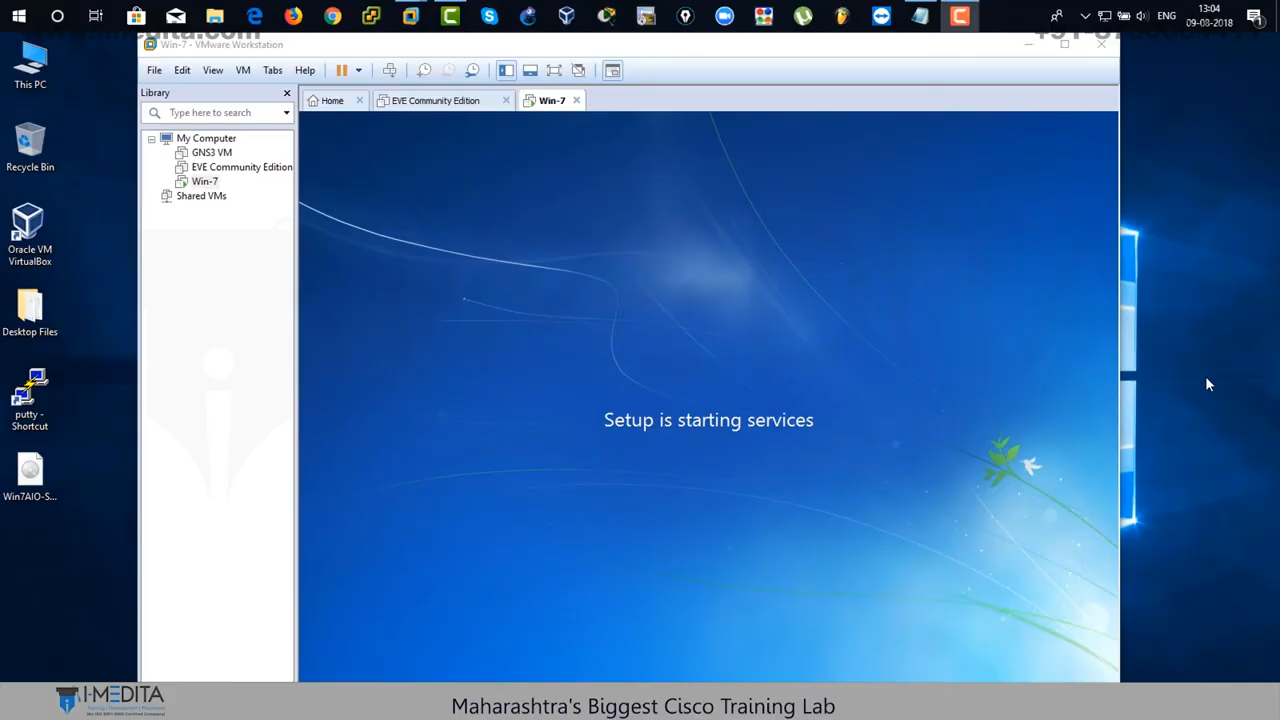 13:04
ENG
09-08-2018
1
Win-7 - VMware Workstation
File Edit View VM Tabs Help
Library
Type here to search
Home
EVE Community Edition
Win-7
My Computer
GNS3 VM
EVE Community Edition
Win-7
Shared VMs
This PC
Recycle Bin
Oracle VM
VirtualBox
Desktop Files
putty -
Shortcut
Win7AIO-S...
Setup is starting services
I-MEDITA
Maharashtra's Biggest Cisco Training Lab